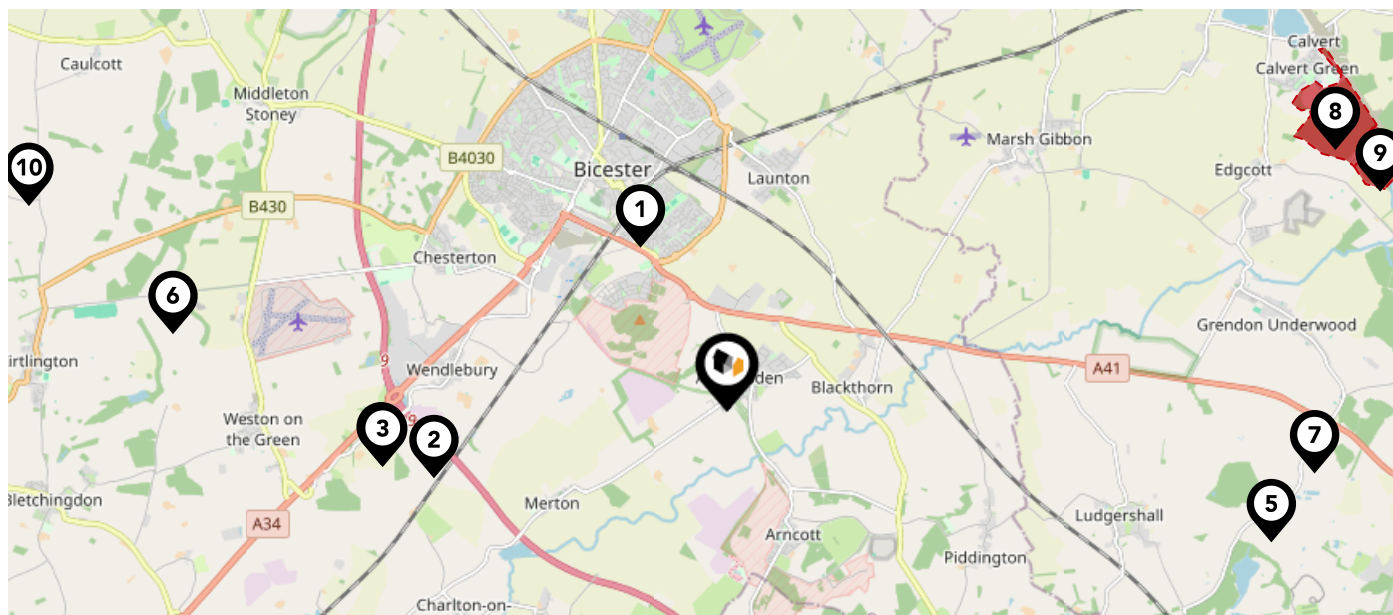 Calvert
Caulcott
Calvert Green
Middleton
Stoney
8
Marsh Gibbon
9
B4030
10
Bicester
Edgcott
Launton
B430
1
Chesterton
6
Grendon Underwood
9
Wendlebury
A41
Blackthorn
Weston on
the Green
9
3
2
7
Bletchingdon
Merton
5
A34
Ludgershall
Arncott
Piddington
Charlton-on-